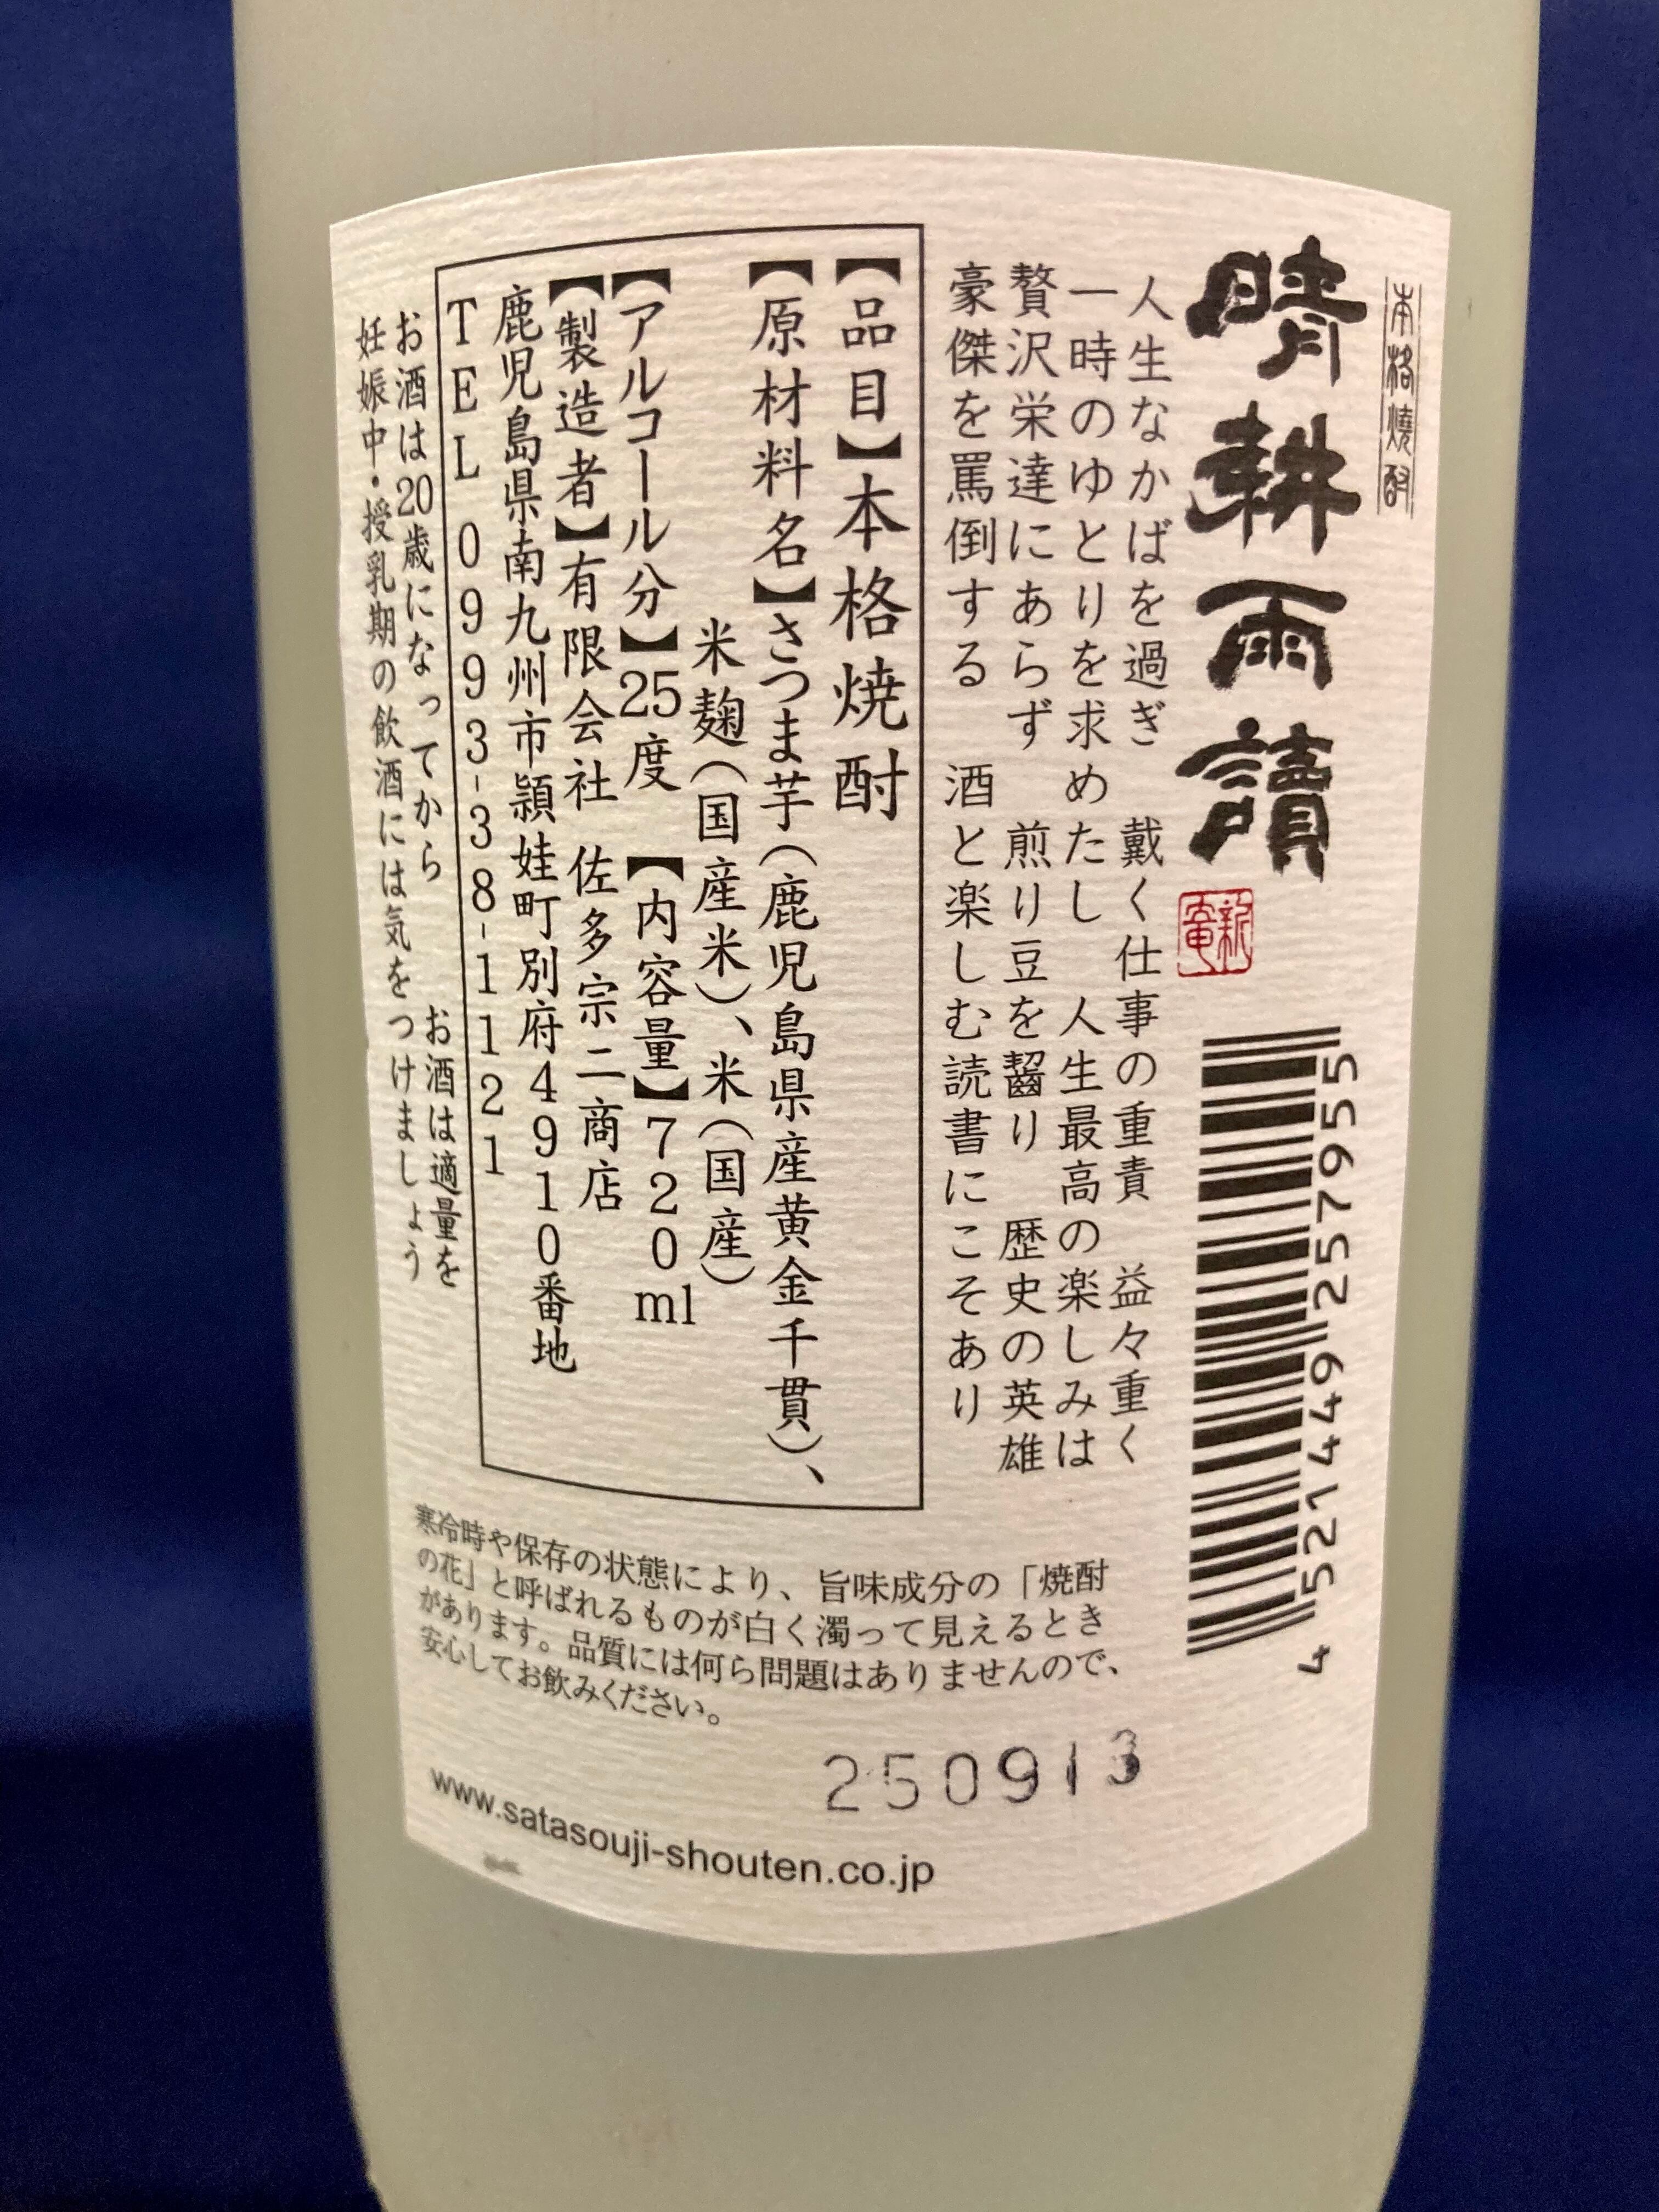 本格焼酎
晴耕雨讀
人生なかばを過ぎ 戴く仕事の重責 益々重く
一時のゆとりを求めたし 人生最高の楽しみは
贅沢栄達にあらず 煎り豆を齧り 歴史の英雄
豪傑を罵倒する 酒と楽しむ読書にこそあり
【品目】本格焼酎
【原材料名】さつま芋(鹿児島県産黄金千貫)、
米麹(国産米)、米(国産)
【アルコール分】25度 【内容量】720ml
【製造者】有限会社 佐多宗二商店
鹿児島県南九州市頴娃町別府4910番地
TEL 0993-38-1121
お酒は20歳になってから お酒は適量を
妊娠中・授乳期の飲酒には気をつけましょう
4521449257955
寒冷時や保存の状態により、旨味成分の「焼酎
の花」と呼ばれるものが白く濁って見えるとき
があります。品質には何ら問題はありませんので、
安心してお飲みください。
250913
www.satasouji-shouten.co.jp